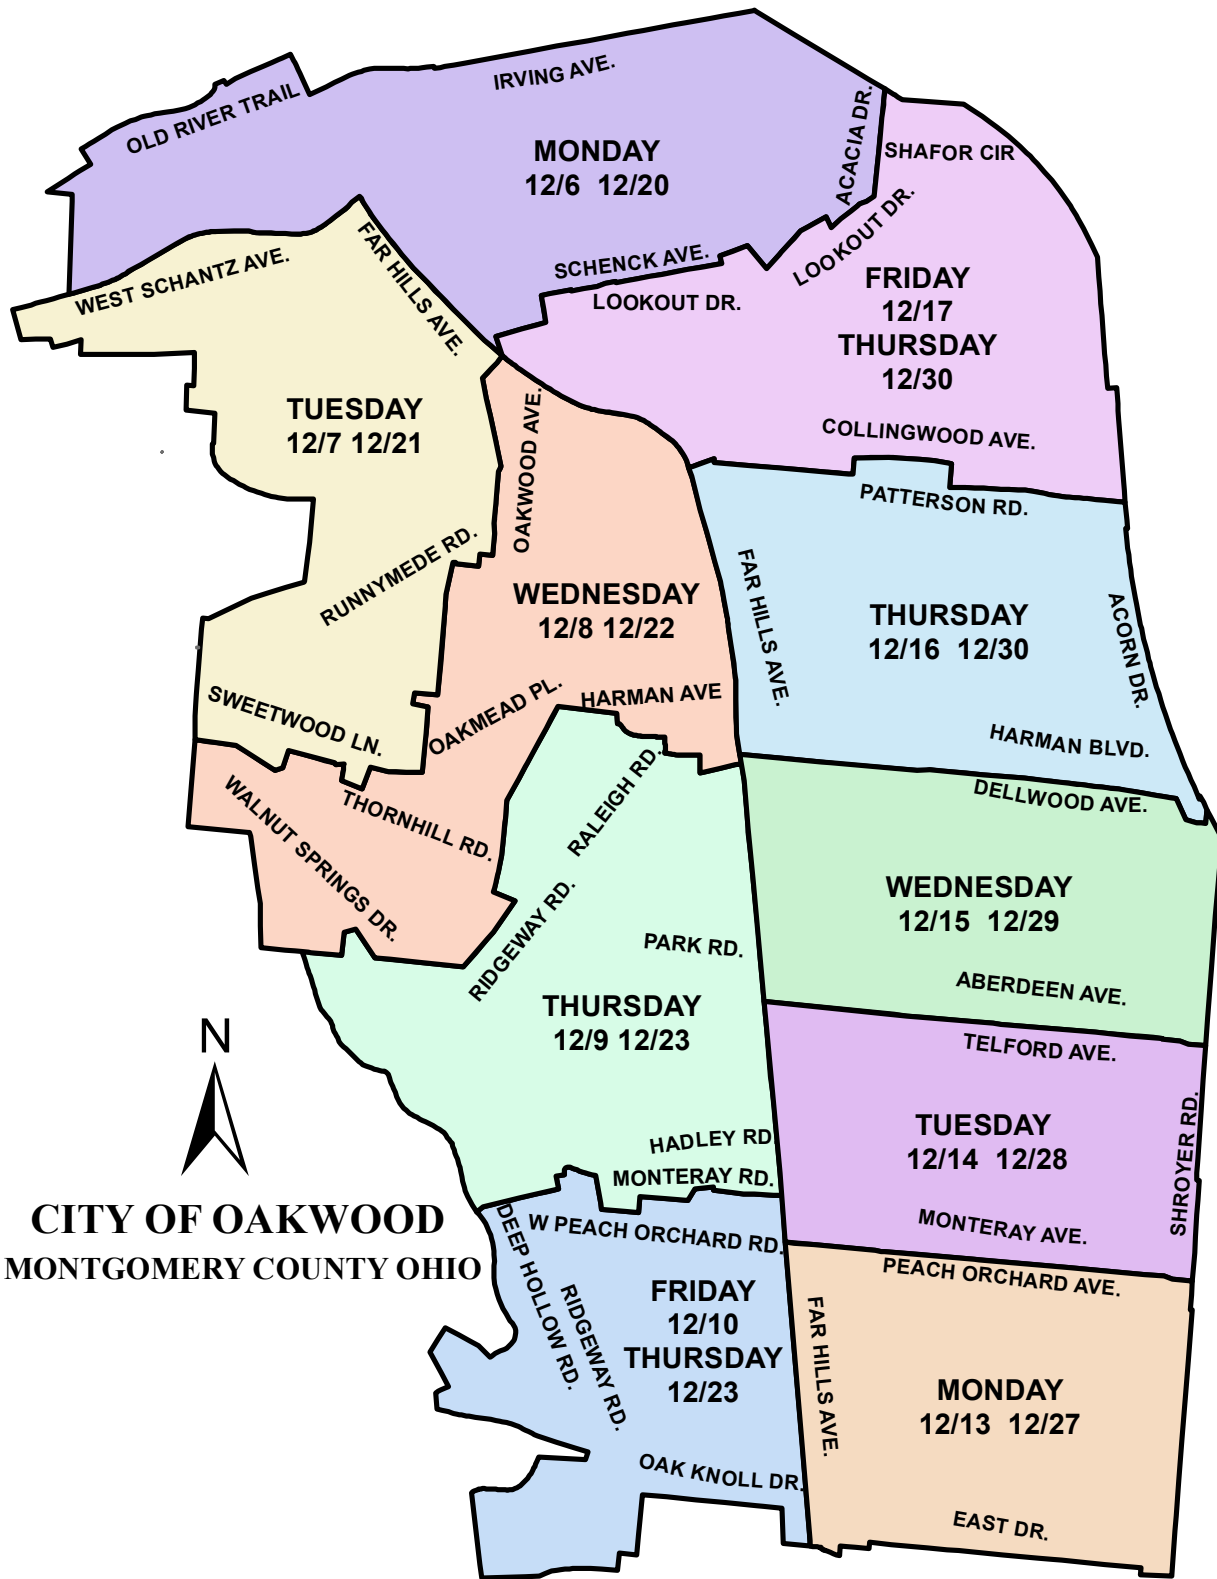 IRVING AVE.
OLD RIVER TRAIL
ACACIA DR.
SHAFOR CIR
MONDAY
12/6 12/20
LOOKOUT DR.
SCHENCK AVE.
LOOKOUT DR.
WEST SCHANTZ AVE.
FAR HILLS AVE.
FRIDAY
12/17
THURSDAY
12/30
TUESDAY
12/7 12/21
COLLINGWOOD AVE.
OAKWOOD AVE.
PATTERSON RD.
RUNNYMEDE RD.
WEDNESDAY
12/8 12/22
FAR HILLS AVE.
THURSDAY
12/16 12/30
ACORN DR.
SWEETWOOD LN.
OAKMEAD PL.
HARMAN AVE
HARMAN BLVD.
DELLWOOD AVE.
THORNHILL RD.
WALNUT SPRINGS DR.
RALEIGH RD.
RIDGEWAY RD.
WEDNESDAY
12/15 12/29
PARK RD.
ABERDEEN AVE.
THURSDAY
12/9 12/23
TELFORD AVE.
N
TUESDAY
12/14 12/28
SHROYER RD.
HADLEY RD.
MONTERAY RD.
CITY OF OAKWOOD
MONTGOMERY COUNTY OHIO
W PEACH ORCHARD RD.
MONTERAY AVE.
DEEP HOLLOW RD.
RIDGEWAY RD.
FRIDAY
12/10
THURSDAY
12/23
PEACH ORCHARD AVE.
FAR HILLS AVE.
MONDAY
12/13 12/27
OAK KNOLL DR.
EAST DR.